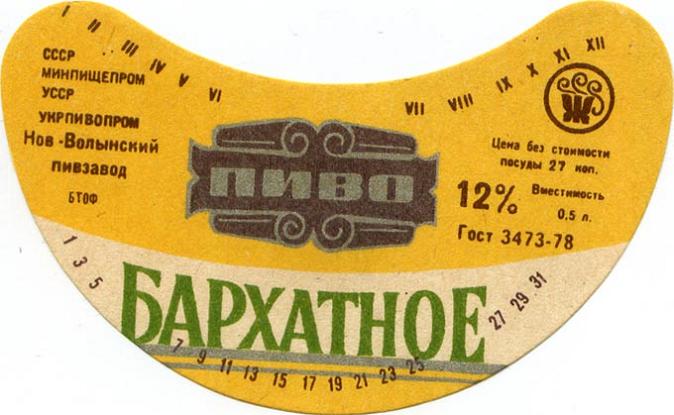 I II III IV V VI
VII VIII IX X XI XII
СССР
МИНПИЩЕПРОМ
УССР
УКРПИВОПРОМ
Нов-Волынский
пивзавод
БТОФ
ПИВО
Ж
Цена без стоимости
посуды 27 коп.
12% Вместимость
0.5 л.
Гост 3473-78
1 3 5
БАРХАТНОЕ
7 9 11 13 15 17 19 21 23 25
27 29 31